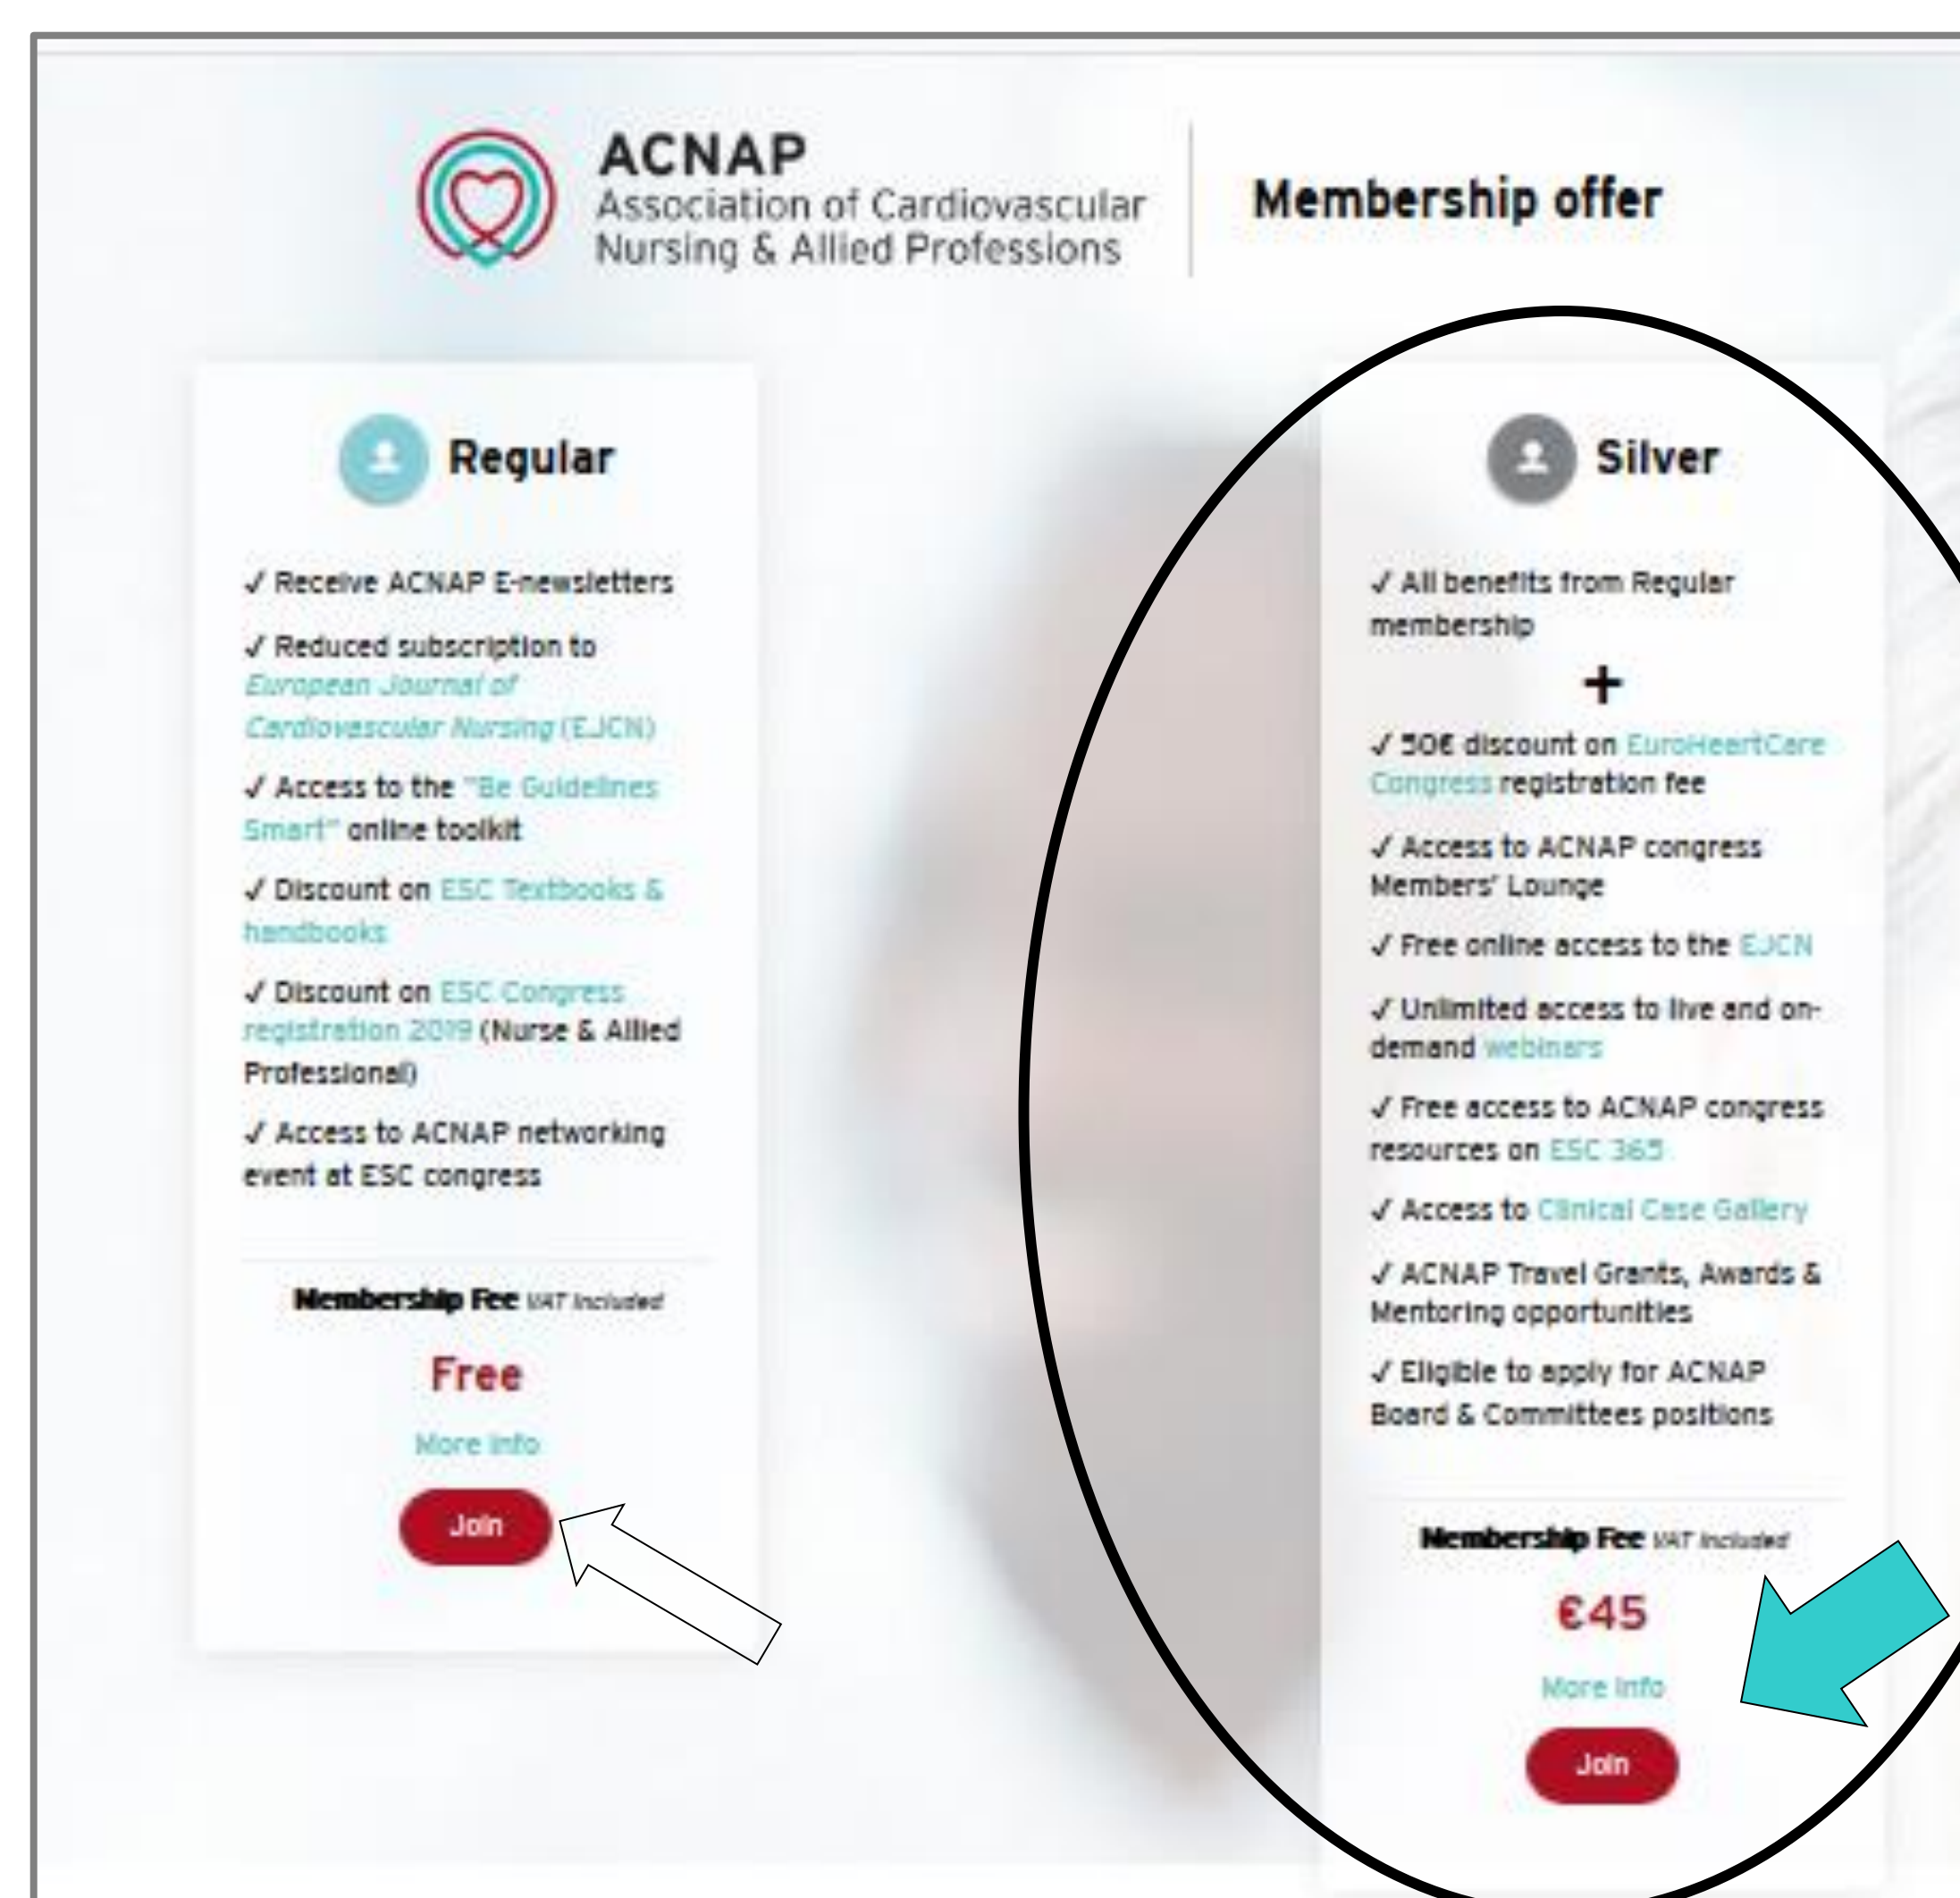 ACNAP
Association of Cardiovascular
Nursing & Allied Professions
Membership offer
Regular
✓ Receive ACNAP E-newsletters
✓ Reduced subscription to
European Journal of
Cardiovascular Nursing (EJCN)
✓ Access to the "Be Guidelines
Smart" online toolkit
✓ Discount on ESC Textbooks &
handbooks
✓ Discount on ESC Congress
registration 2019 (Nurse & Allied
Professional)
✓ Access to ACNAP networking
event at ESC congress
Membership Fee VAT Included
Free
More Info
Join
Silver
✓ All benefits from Regular
membership
+
✓ 50€ discount on EuroHeartCare
Congress registration fee
✓ Access to ACNAP congress
Members' Lounge
✓ Free online access to the EJCN
✓ Unlimited access to live and on-
demand webinars
✓ Free access to ACNAP congress
resources on ESC 365
✓ Access to Clinical Case Gallery
✓ ACNAP Travel Grants, Awards &
Mentoring opportunities
✓ Eligible to apply for ACNAP
Board & Committees positions
Membership Fee VAT Included
€45
More Info
Join